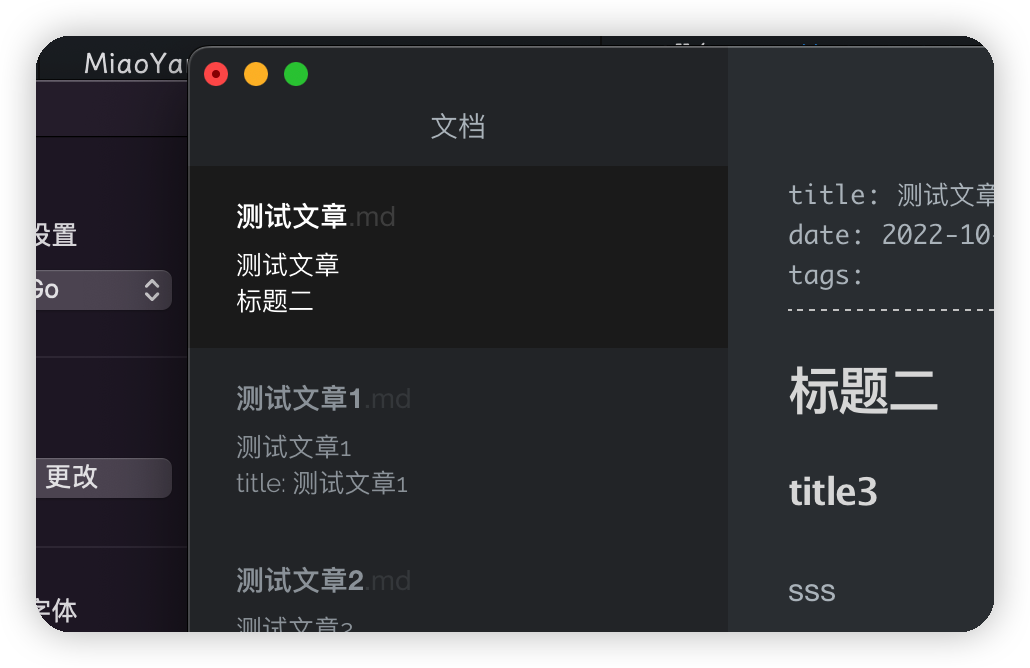 MiaoYa
设置
Go
更改
字体
文档
测试文章.md
测试文章
标题二
测试文章1.md
测试文章1
title: 测试文章1
测试文章2.md
测试文章2
title: 测试文章
date: 2022-10-
tags:
标题二
title3
sss